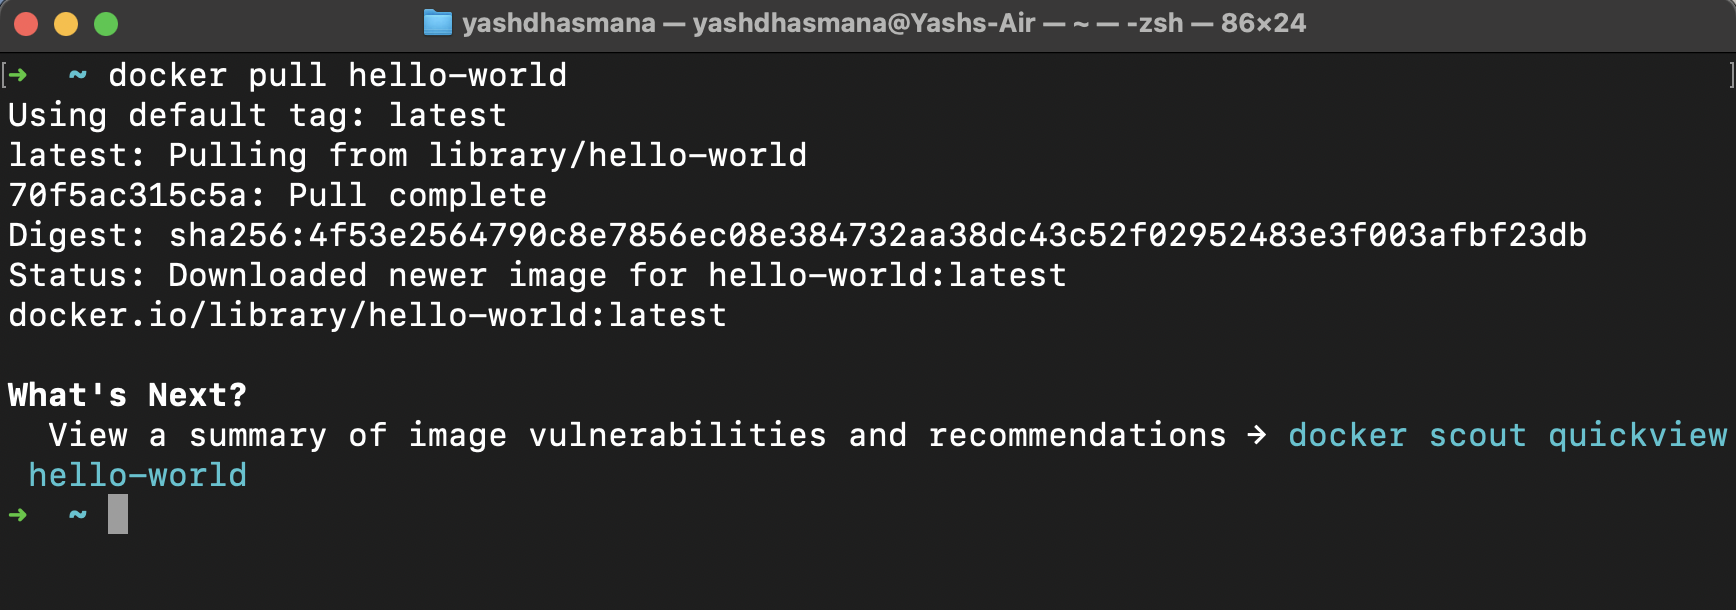 yashdhasmana — yashdhasmana@Yashs-Air — ~ — -zsh — 86×24
[➜  ~ docker pull hello-world ]
Using default tag: latest
latest: Pulling from library/hello-world
70f5ac315c5a: Pull complete
Digest: sha256:4f53e2564790c8e7856ec08e384732aa38dc43c52f02952483e3f003afbf23db
Status: Downloaded newer image for hello-world:latest
docker.io/library/hello-world:latest
What's Next?
View a summary of image vulnerabilities and recommendations → docker scout quickview
hello-world
➜  ~